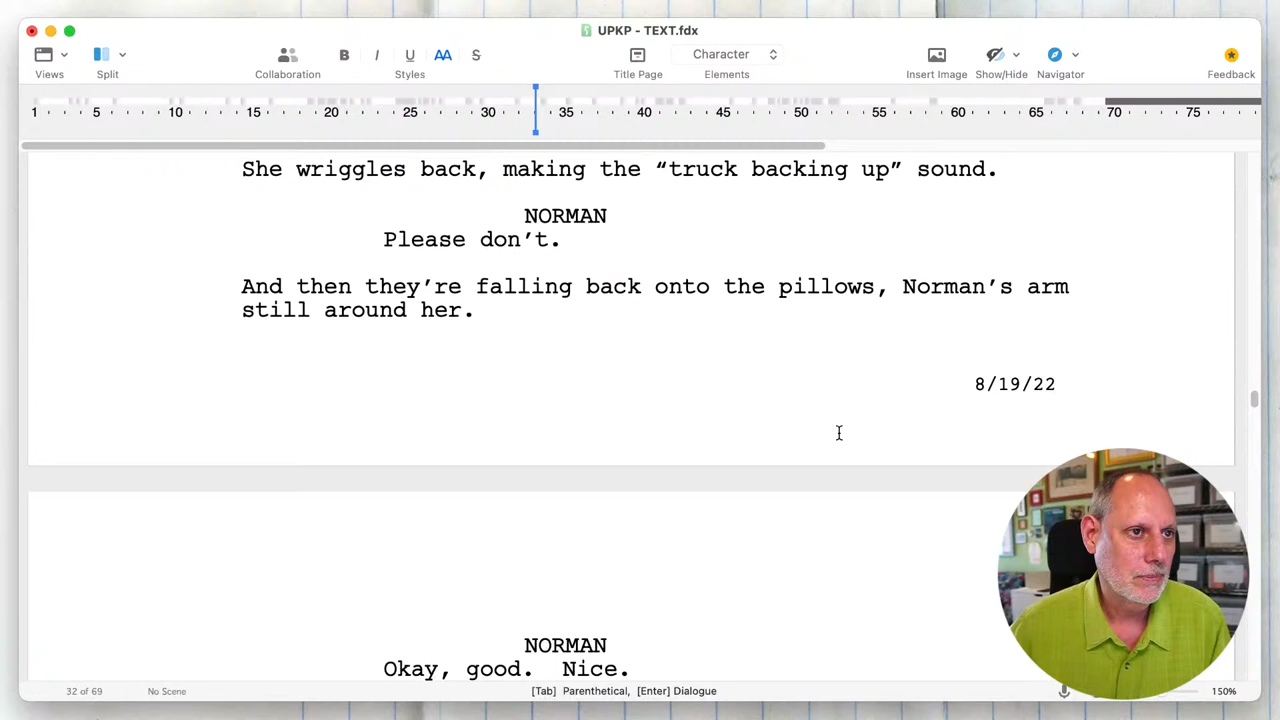 UPKP - TEXT.fdx
B I U AA S
Character
Views Split Collaboration Styles Title Page Elements Insert Image Show/Hide Navigator Feedback
1 5 10 15 20 25 30 35 40 45 50 55 60 65 70 75
She wriggles back, making the “truck backing up” sound.
NORMAN
Please don’t.
And then they’re falling back onto the pillows, Norman’s arm
still around her.
8/19/22
NORMAN
Okay, good.  Nice.
32 of 69 No Scene [Tab] Parenthetical, [Enter] Dialogue 150%